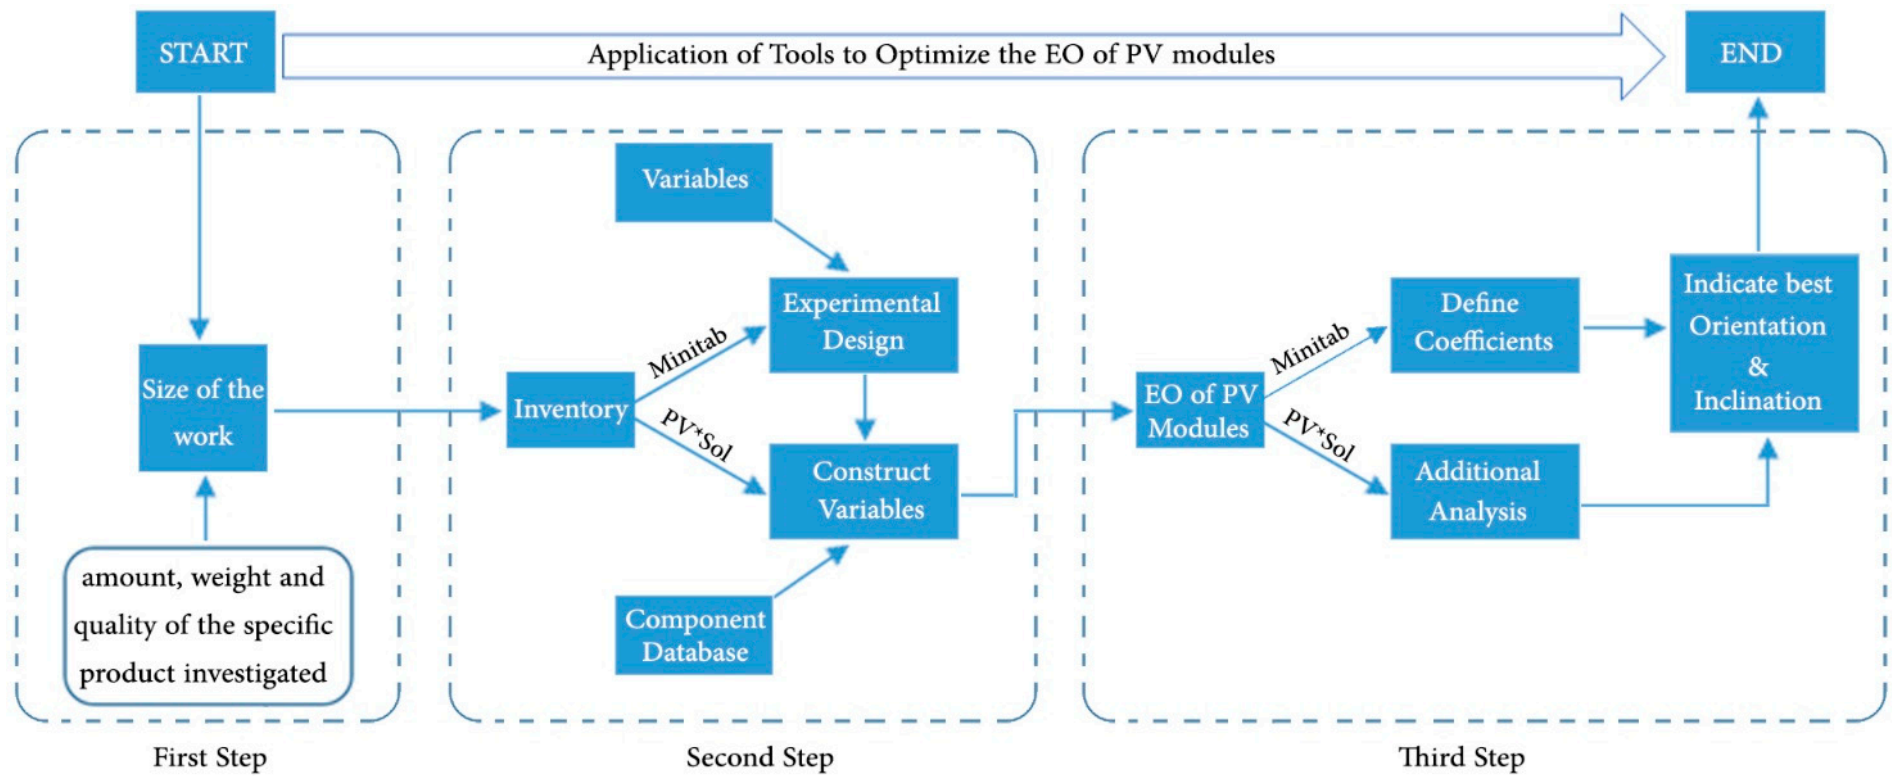 START
Application of Tools to Optimize the EO of PV modules
END
Size of the
work
amount, weight and
quality of the specific
product investigated
First Step
Variables
Experimental
Design
Minitab
Inventory
PV*Sol
Construct
Variables
Component
Database
Second Step
EO of PV
Modules
Minitab
PV*Sol
Define
Coefficients
Additional
Analysis
Indicate best
Orientation
&
Inclination
Third Step